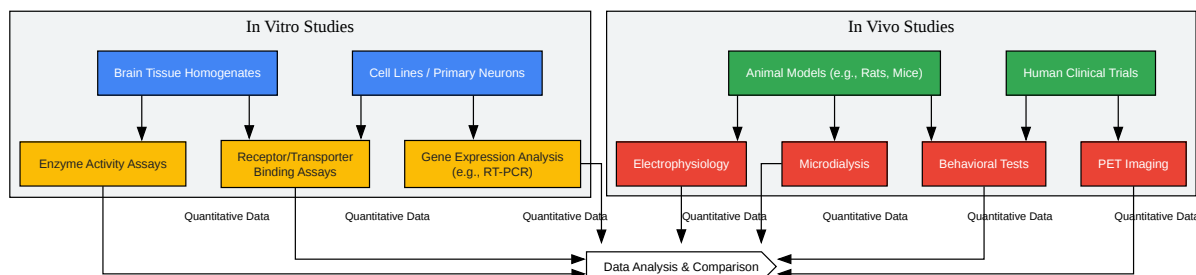 In Vitro Studies
In Vivo Studies
Brain Tissue Homogenates
Cell Lines / Primary Neurons
Animal Models (e.g., Rats, Mice)
Human Clinical Trials
Enzyme Activity Assays
Receptor/Transporter
Binding Assays
Gene Expression Analysis
(e.g., RT-PCR)
Electrophysiology
Microdialysis
Behavioral Tests
PET Imaging
Quantitative Data
Quantitative Data
Quantitative Data
Quantitative Data
Quantitative Data
Quantitative Data
Quantitative Data
Data Analysis & Comparison